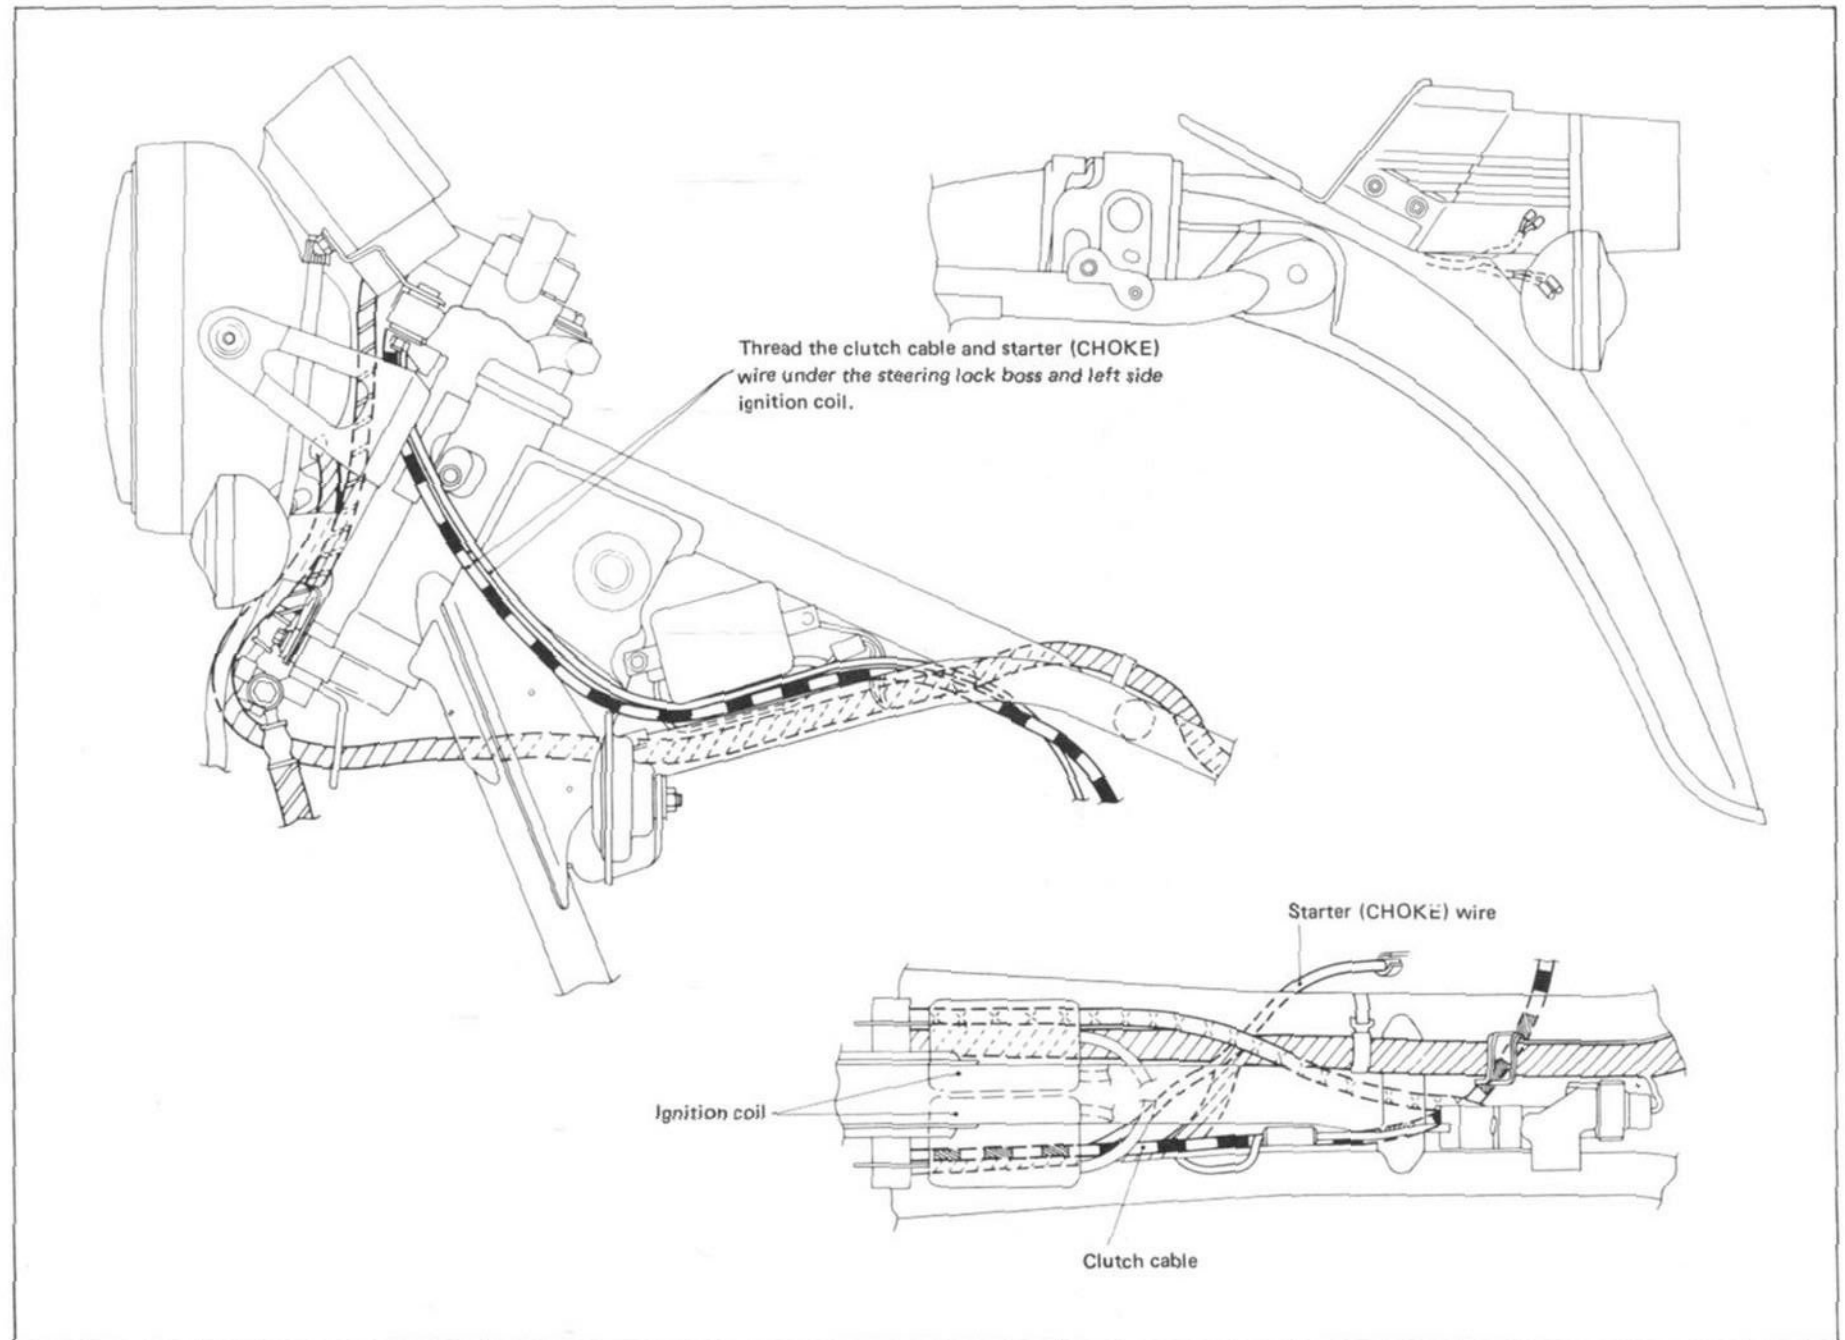 Thread the clutch cable and starter (CHOKE)
wire under the steering lock boss and left side
ignition coil.
Starter (CHOKE) wire
Ignition coil
Clutch cable